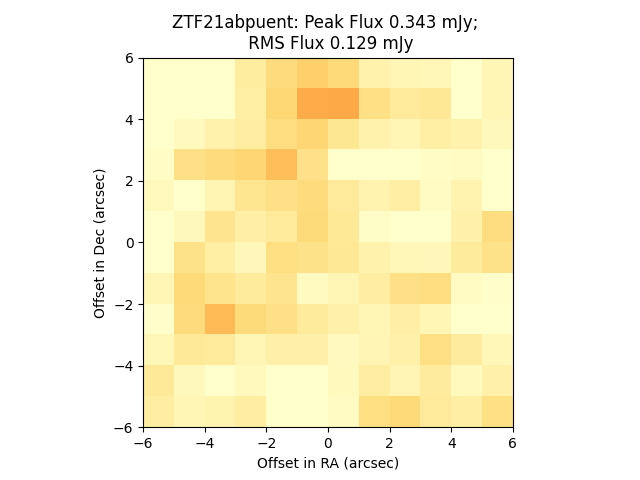 ZTF21abpuent: Peak Flux 0.343 mJy;
RMS Flux 0.129 mJy
6
4
2
0
−2
−4
−6
Offset in Dec (arcsec)
−6 −4 −2 0 2 4 6
Offset in RA (arcsec)